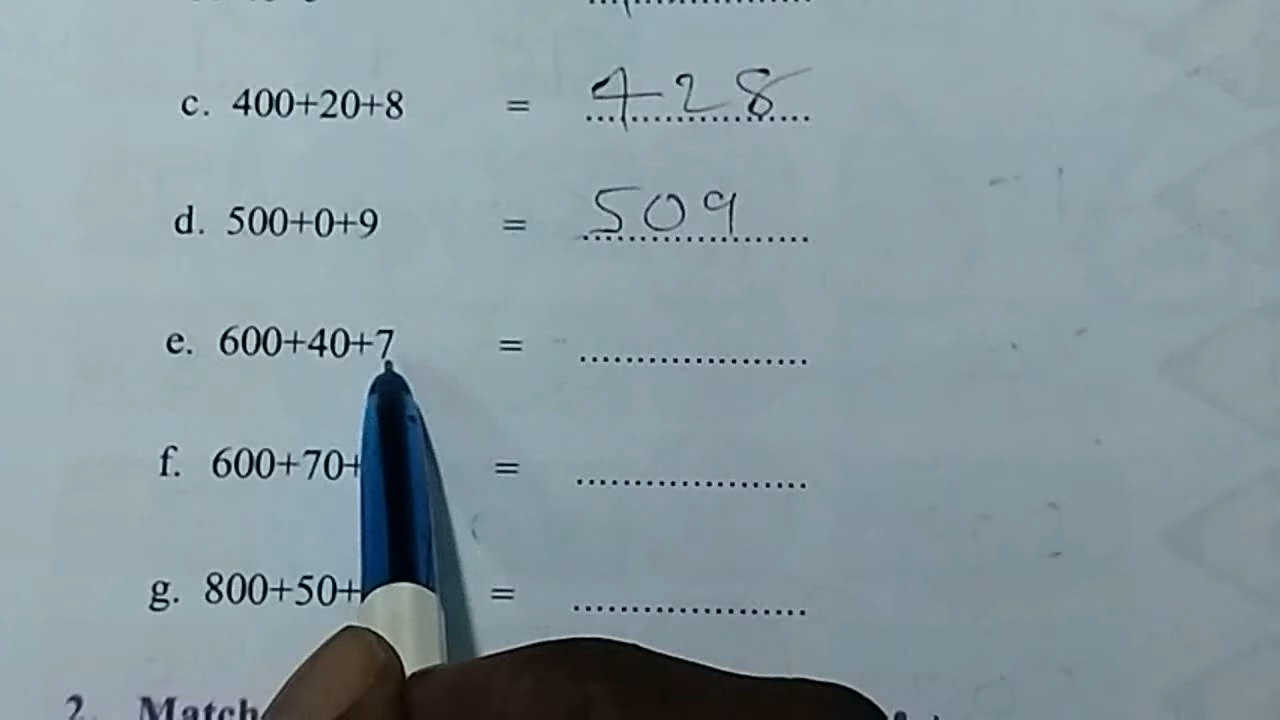 c. 400+20+8 = 428
d. 500+0+9 = 509
e. 600+40+7 = ...................
f. 600+70+ = ...................
g. 800+50+ = ...................
2. Match